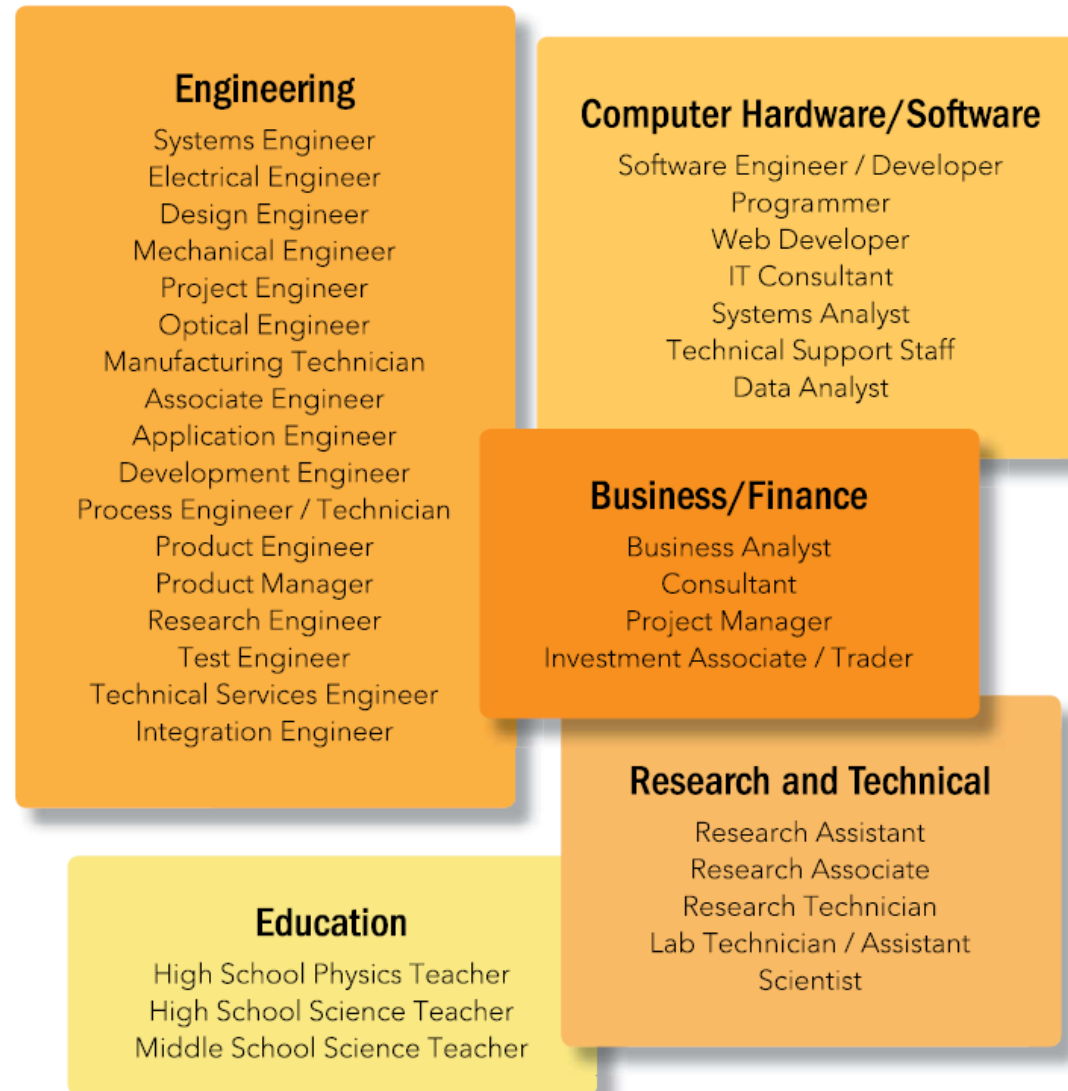 Engineering
Systems Engineer
Electrical Engineer
Design Engineer
Mechanical Engineer
Project Engineer
Optical Engineer
Manufacturing Technician
Associate Engineer
Application Engineer
Development Engineer
Process Engineer / Technician
Product Engineer
Product Manager
Research Engineer
Test Engineer
Technical Services Engineer
Integration Engineer
Computer Hardware/Software
Software Engineer / Developer
Programmer
Web Developer
IT Consultant
Systems Analyst
Technical Support Staff
Data Analyst
Business/Finance
Business Analyst
Consultant
Project Manager
Investment Associate / Trader
Research and Technical
Research Assistant
Research Associate
Research Technician
Lab Technician / Assistant
Scientist
Education
High School Physics Teacher
High School Science Teacher
Middle School Science Teacher